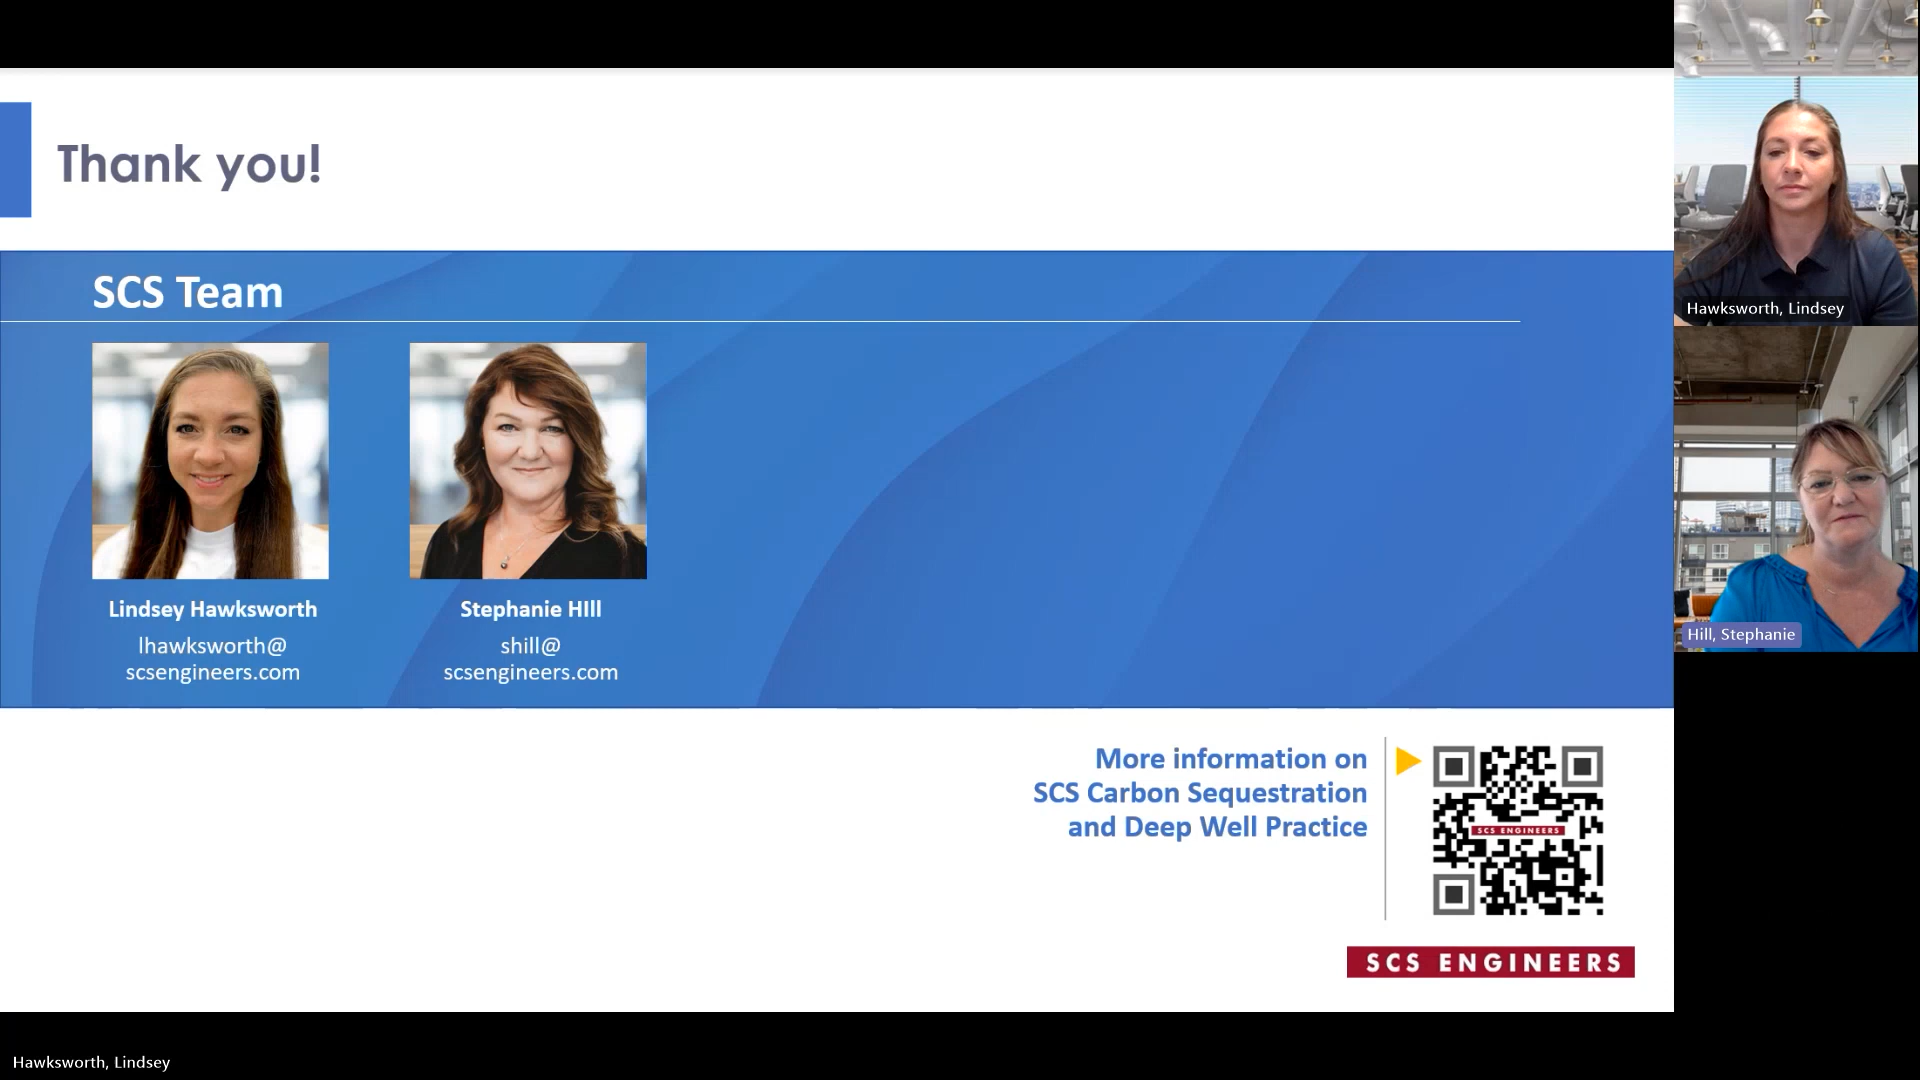 Thank you!
SCS Team
Lindsey Hawksworth
lhawksworth@
scsengineers.com
Stephanie HIll
shill@
scsengineers.com
More information on
SCS Carbon Sequestration
and Deep Well Practice
SCS ENGINEERS
SCS ENGINEERS
Hawksworth, Lindsey
Hill, Stephanie
Hawksworth, Lindsey